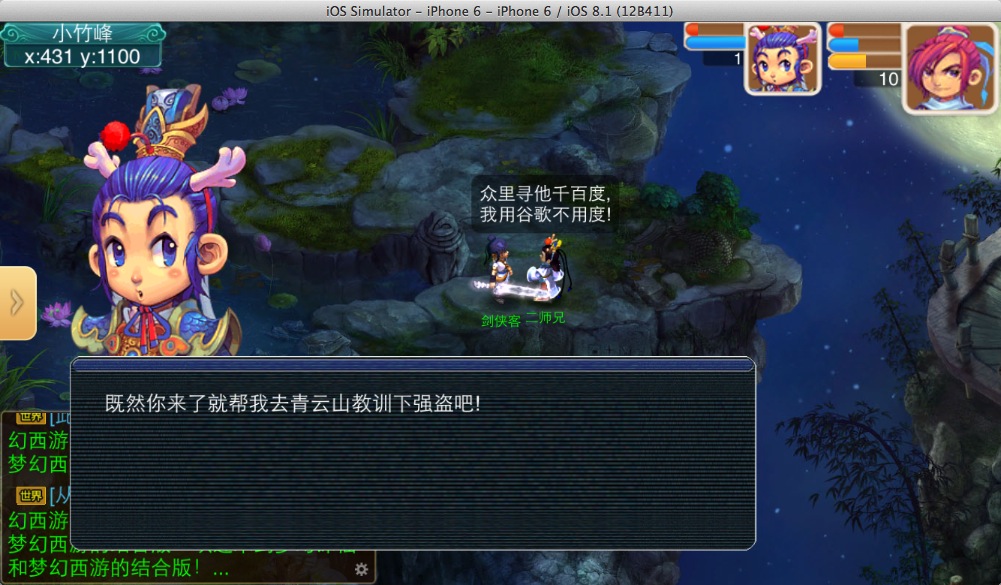 iOS Simulator - iPhone 6 - iPhone 6 / iOS 8.1 (12B411)
小竹峰
x:431 y:1100
1
10
众里寻他千百度,
我用谷歌不用度!
剑侠客 二师兄
既然你来了就帮我去青云山教训下强盗吧!
世界
幻西游
梦幻西
世界 [从
幻西游
和梦幻西游的结合版! ...